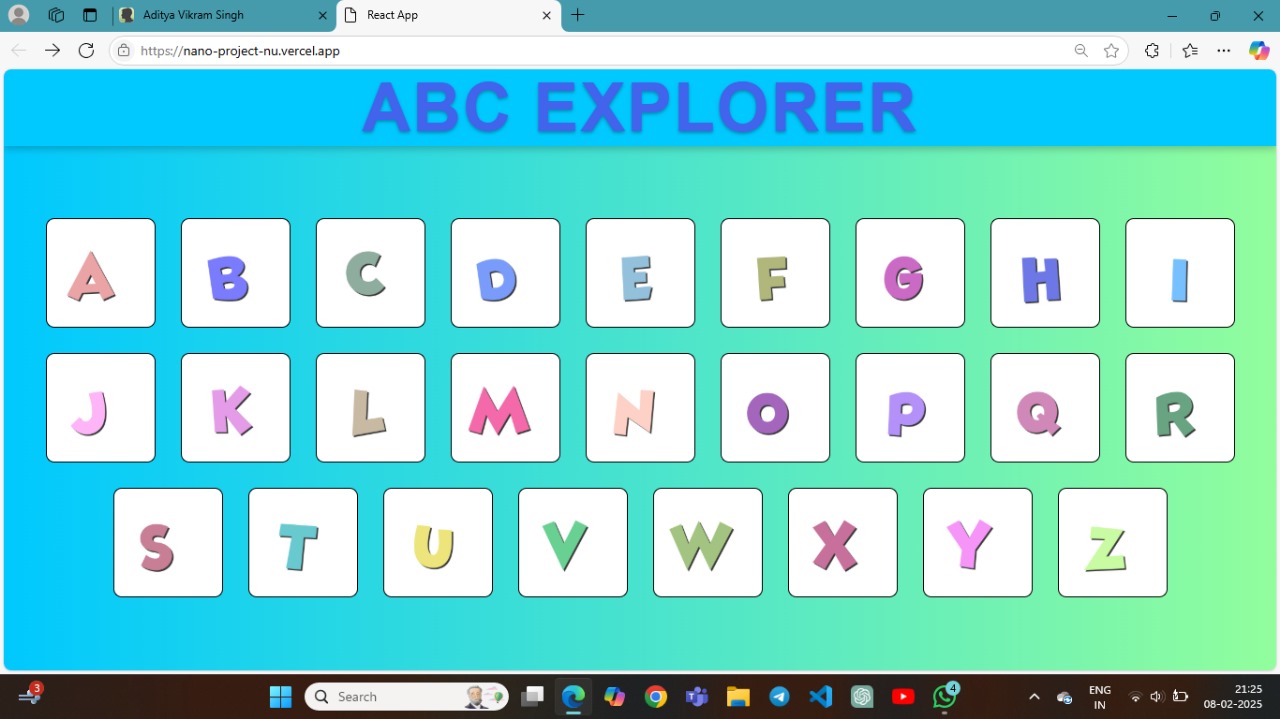 Aditya Vikram Singh
React App
https://nano-project-nu.vercel.app
ABC EXPLORER
A B C D E F G H I
J K L M N O P Q R
S T U V W X Y Z
3
Search
4
ENG
IN
21:25
08-02-2025